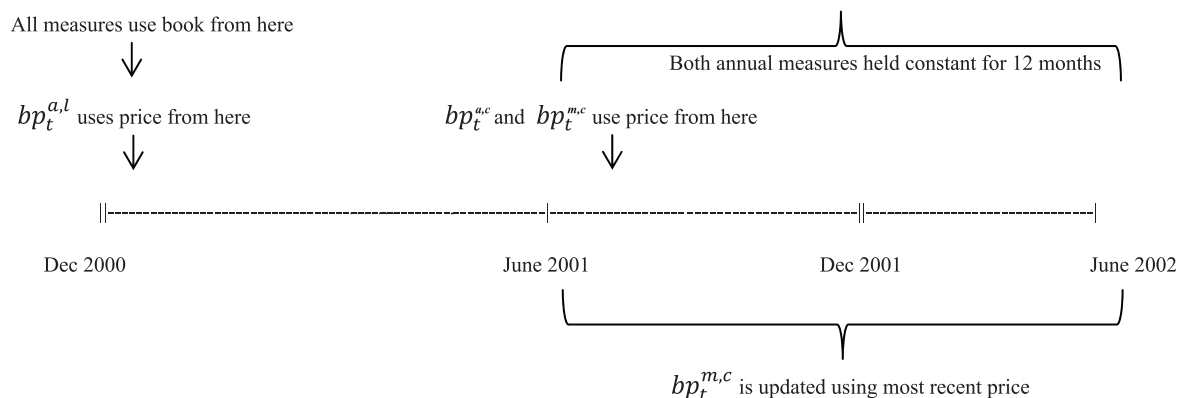 All measures use book from here
Both annual measures held constant for 12 months
bp_t^{a,l} uses price from here
bp_t^{a,c} and bp_t^{m,c} use price from here
Dec 2000 June 2001 Dec 2001 June 2002
bp_t^{m,c} is updated using most recent price